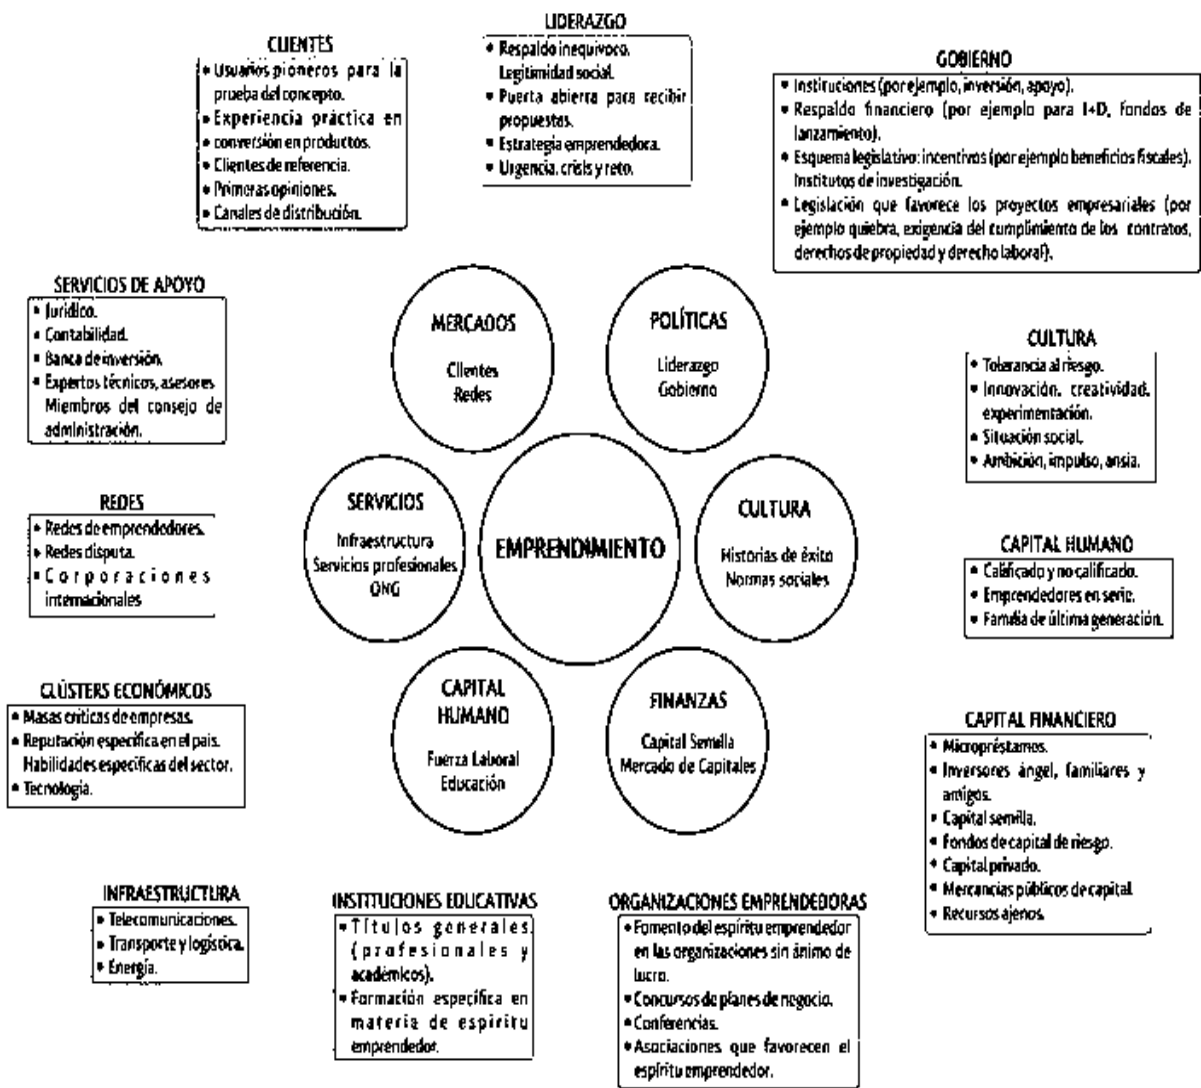 CLIENTES
• Usuarios pioneros para la
prueba del concepto.
• Experiencia práctica en
conversión en productos.
• Clientes de referencia.
• Primeras opiniones.
• Canales de distribución.
LIDERAZGO
• Respaldo inequívoco.
Legitimidad social.
• Puerta abierta para recibir
propuestas.
• Estrategia emprendedora.
• Urgencia, crisis y reto.
GOBIERNO
• Instituciones (por ejemplo, inversión, apoyo).
• Respaldo financiero (por ejemplo para I+D, fondos de
lanzamiento).
• Esquema legislativo: incentivos (por ejemplo beneficios fiscales).
Institutos de investigación.
• Legislación que favorece los proyectos empresariales (por
ejemplo quiebra, exigencia del cumplimiento de los contratos,
derechos de propiedad y derecho laboral).
SERVICIOS DE APOYO
• Jurídico.
• Contabilidad.
• Banca de inversión.
• Expertos técnicos, asesores
Miembros del consejo de
administración.
MERCADOS
Clientes
Redes
POLÍTICAS
Liderazgo
Gobierno
CULTURA
• Tolerancia al riesgo.
• Innovación, creatividad,
experimentación.
• Situación social.
• Ambición, impulso, ansia.
REDES
• Redes de emprendedores.
• Redes disputa.
• Corporaciones
internacionales
SERVICIOS
Infraestructura
Servicios profesionales
ONG
EMPRENDIMIENTO
CULTURA
Historias de éxito
Normas sociales
CAPITAL HUMANO
• Calificado y no calificado.
• Emprendedores en serie.
• Familia de última generación.
CLÚSTERS ECONÓMICOS
• Masas críticas de empresas.
• Reputación específica en el país.
Habilidades específicas del sector.
• Tecnología.
CAPITAL
HUMANO
Fuerza Laboral
Educación
FINANZAS
Capital Semilla
Mercado de Capitales
CAPITAL FINANCIERO
• Micropréstamos.
• Inversores ángel, familiares y
amigos.
• Capital semilla.
• Fondos de capital de riesgo.
• Capital privado.
• Mercancías públicos de capital.
• Recursos ajenos.
INFRAESTRUCTURA
• Telecomunicaciones.
• Transporte y logística.
• Energía.
INSTITUCIONES EDUCATIVAS
• Títulos generales
(profesionales y
académicos).
• Formación específica en
materia de espíritu
emprendedor.
ORGANIZACIONES EMPRENDEDORAS
• Fomento del espíritu emprendedor
en las organizaciones sin ánimo de
lucro.
• Concursos de planes de negocio.
• Conferencias.
• Asociaciones que favorecen el
espíritu emprendedor.